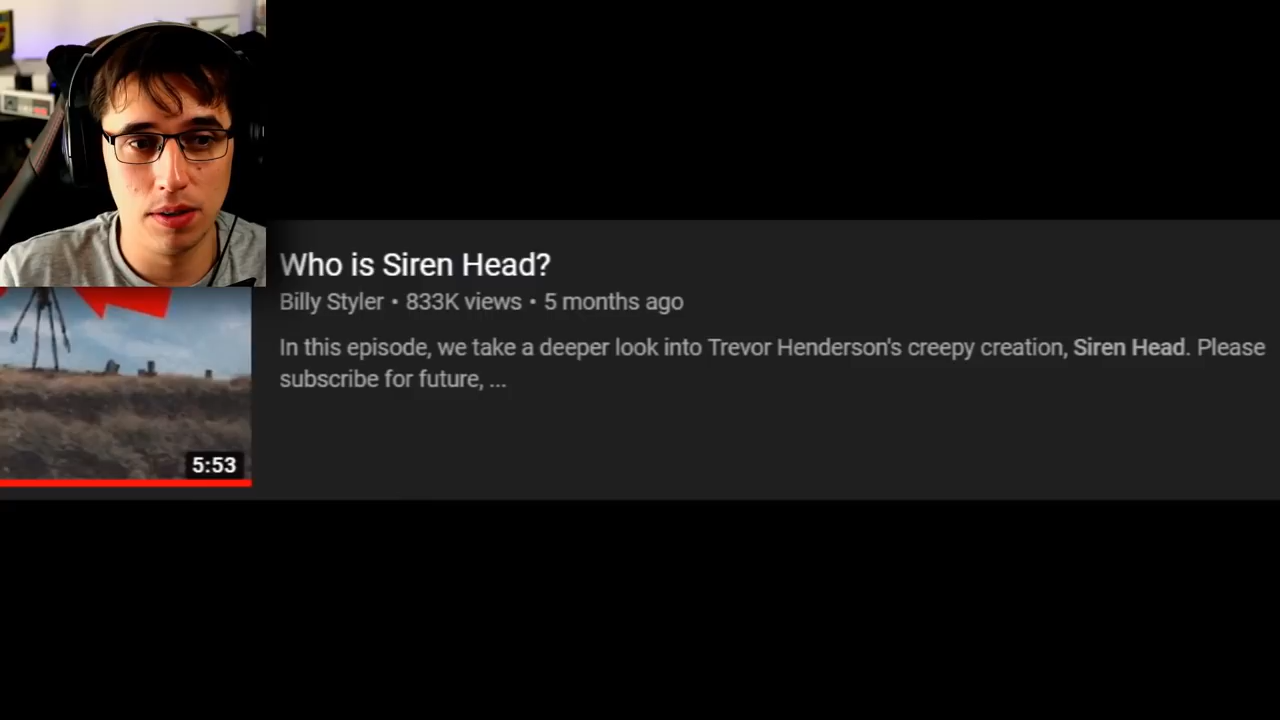 Who is Siren Head?
Billy Styler • 833K views • 5 months ago
In this episode, we take a deeper look into Trevor Henderson's creepy creation, Siren Head. Please
subscribe for future, ...
5:53